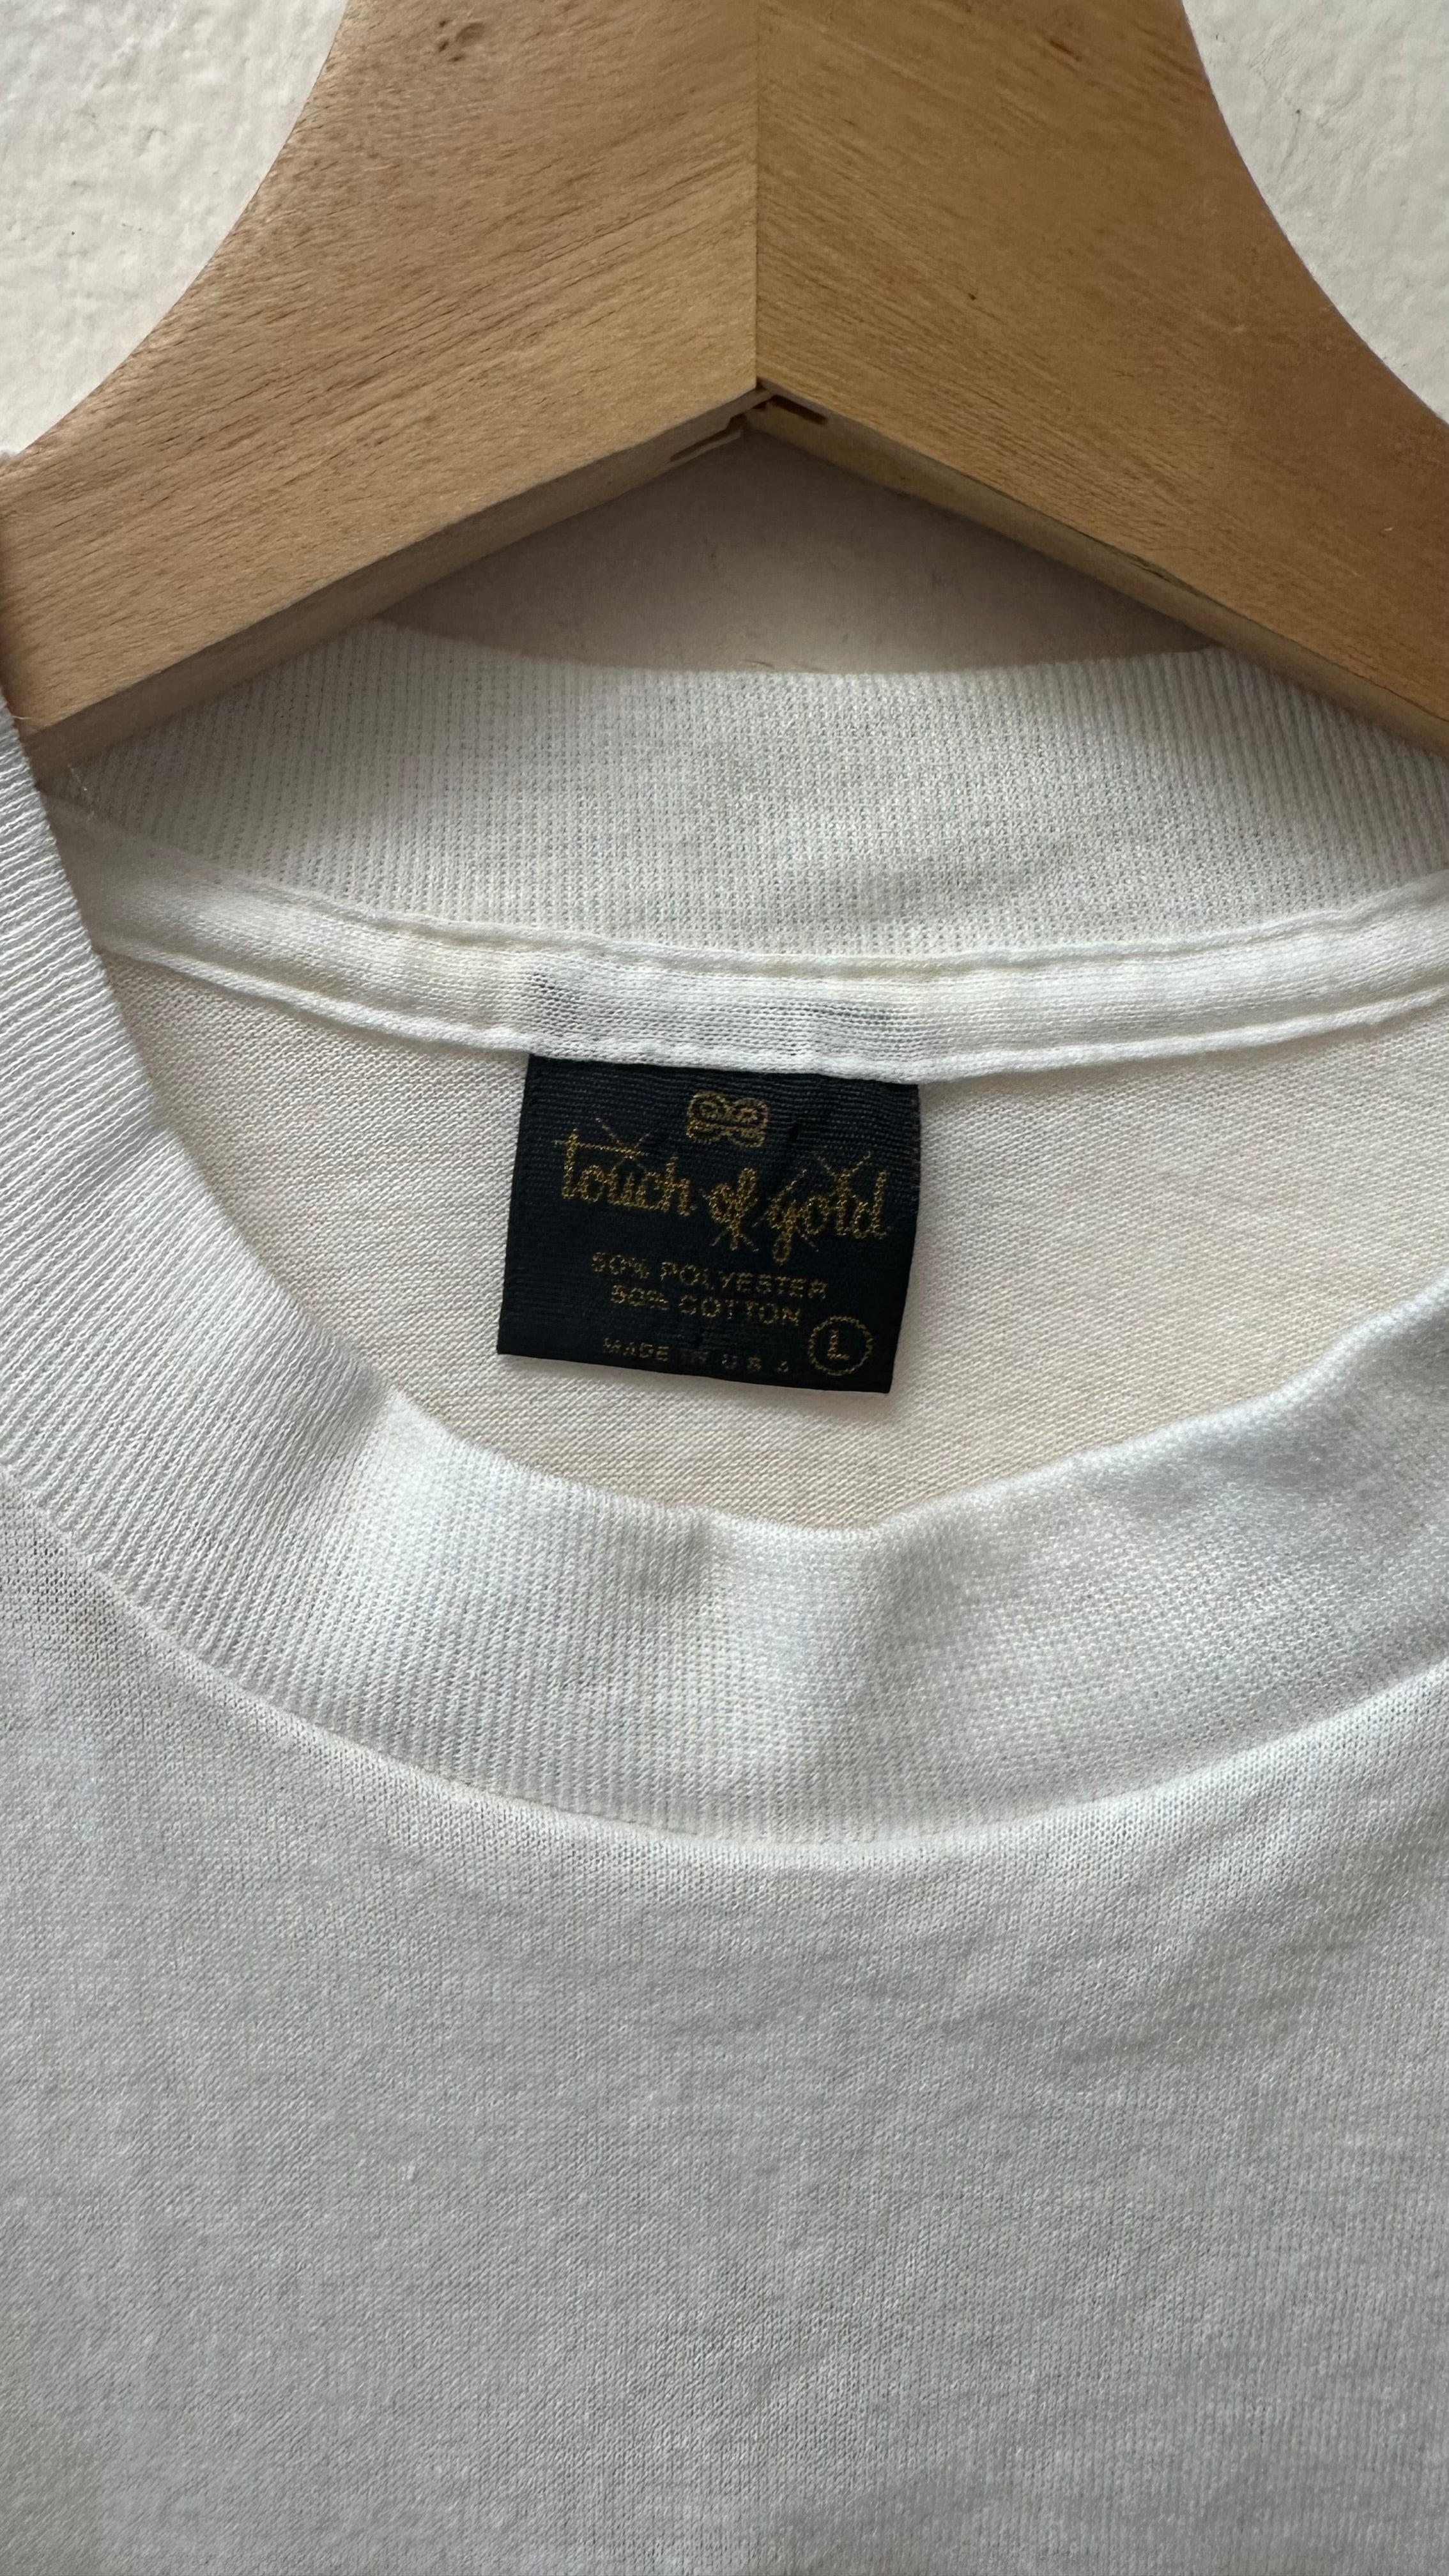 touch of gold
50% POLYESTER
50% COTTON
MADE IN U.S.A.
L